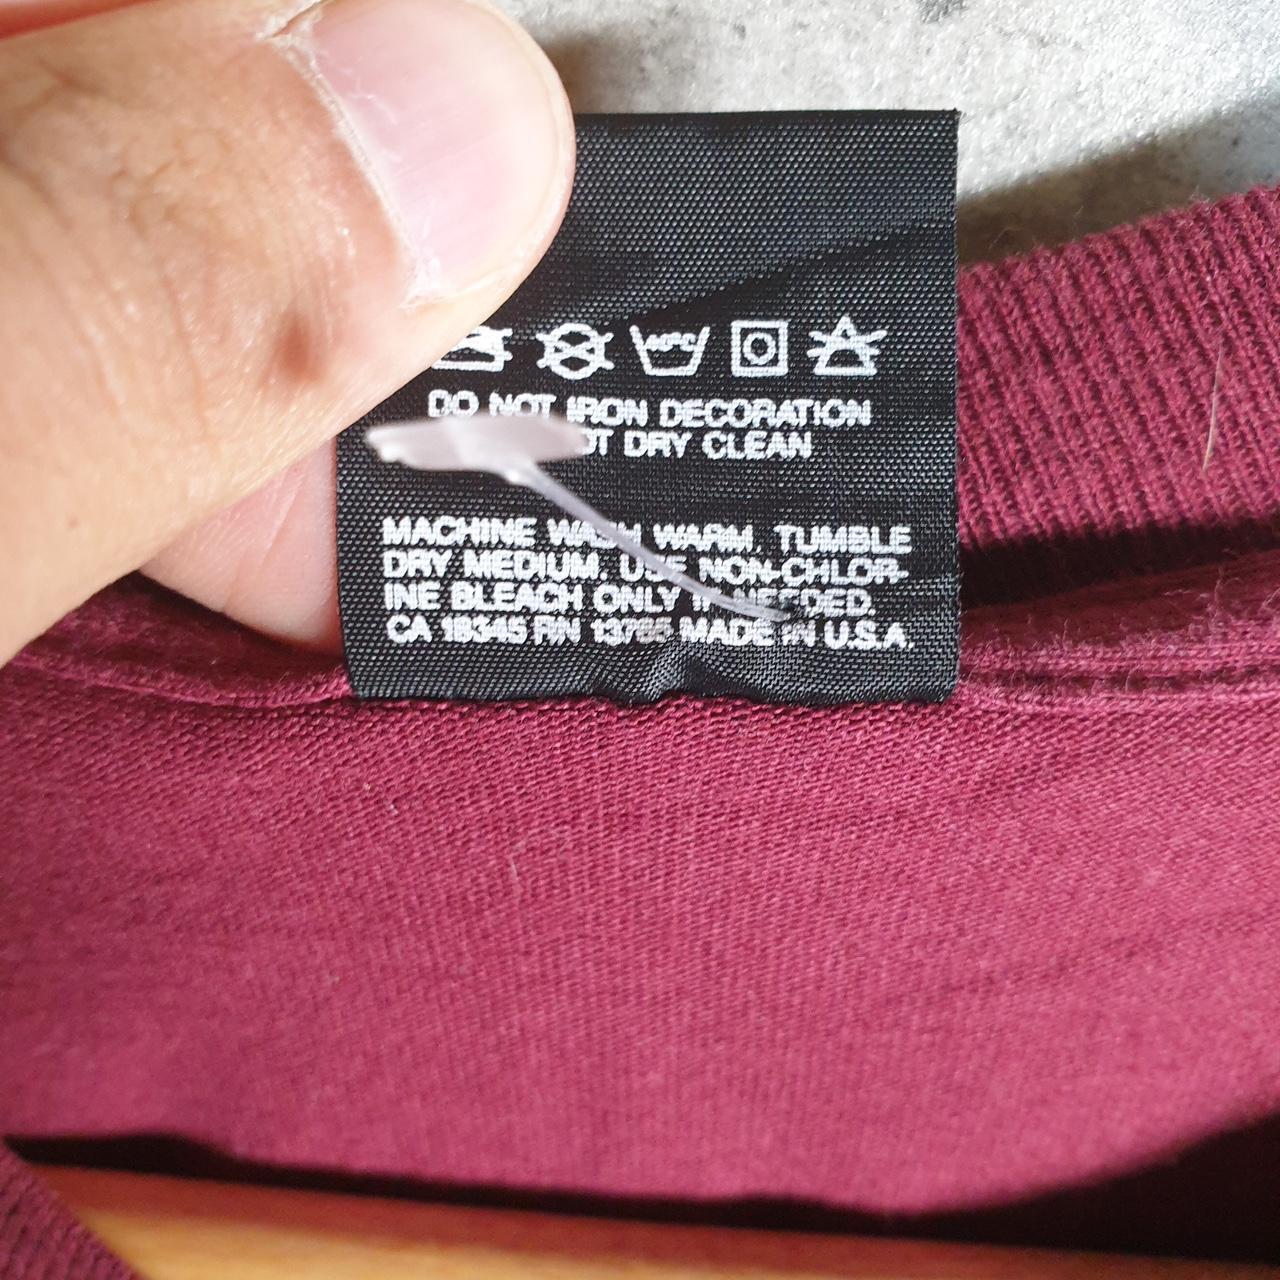 40°C
DO NOT IRON DECORATION
DRY CLEAN
MACHINE WASH WARM. TUMBLE
DRY MEDIUM. USE NON-CHLOR-
INE BLEACH ONLY IF NEEDED.
CA 18345 RN 13765 MADE IN U.S.A.